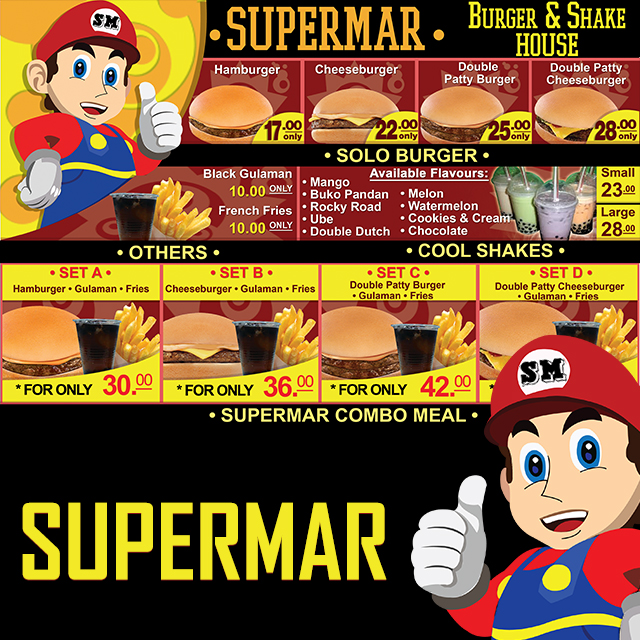 SM
• SUPERMAR •
BURGER & SHAKE
HOUSE
Hamburger
17.00
only
Cheeseburger
22.00
only
Double
Patty Burger
25.00
only
Double Patty
Cheeseburger
28.00
only
• SOLO BURGER •
Black Gulaman
10.00 ONLY
French Fries
10.00 ONLY
Available Flavours:
• Mango
• Buko Pandan
• Rocky Road
• Ube
• Double Dutch
• Melon
• Watermelon
• Cookies & Cream
• Chocolate
Small
23.00
Large
28.00
• OTHERS •
• COOL SHAKES •
• SET A •
Hamburger • Gulaman • Fries
* FOR ONLY 30.00
• SET B •
Cheeseburger • Gulaman • Fries
* FOR ONLY 36.00
• SET C •
Double Patty Burger
• Gulaman • Fries
* FOR ONLY 42.00
• SET D •
Double Patty Cheeseburger
• Gulaman • Fries
* FO
• SUPERMAR COMBO MEAL •
SM
SUPERMAR